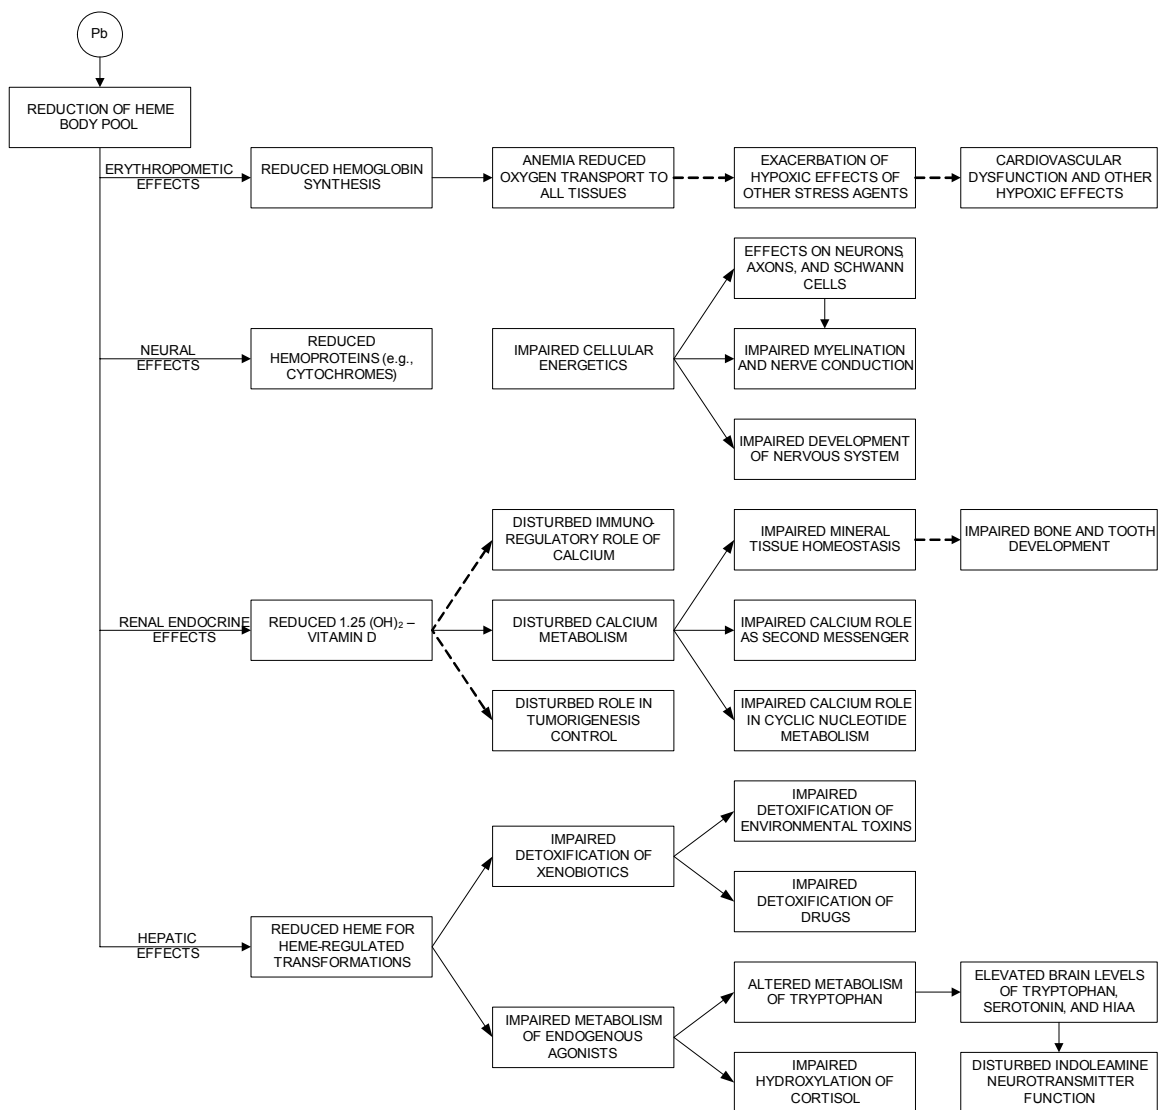 Pb
REDUCTION OF HEME
BODY POOL
ERYTHROPOMETIC
EFFECTS
REDUCED HEMOGLOBIN
SYNTHESIS
ANEMIA REDUCED
OXYGEN TRANSPORT TO
ALL TISSUES
EXACERBATION OF
HYPOXIC EFFECTS OF
OTHER STRESS AGENTS
CARDIOVASCULAR
DYSFUNCTION AND OTHER
HYPOXIC EFFECTS
EFFECTS ON NEURONS,
AXONS, AND SCHWANN
CELLS
NEURAL
EFFECTS
REDUCED
HEMOPROTEINS (e.g.,
CYTOCHROMES)
IMPAIRED CELLULAR
ENERGETICS
IMPAIRED MYELINATION
AND NERVE CONDUCTION
IMPAIRED DEVELOPMENT
OF NERVOUS SYSTEM
DISTURBED IMMUNO-
REGULATORY ROLE OF
CALCIUM
IMPAIRED MINERAL
TISSUE HOMEOSTASIS
IMPAIRED BONE AND TOOTH
DEVELOPMENT
RENAL ENDOCRINE
EFFECTS
REDUCED 1.25 (OH)₂ –
VITAMIN D
DISTURBED CALCIUM
METABOLISM
IMPAIRED CALCIUM ROLE
AS SECOND MESSENGER
DISTURBED ROLE IN
TUMORIGENESIS
CONTROL
IMPAIRED CALCIUM ROLE
IN CYCLIC NUCLEOTIDE
METABOLISM
IMPAIRED
DETOXIFICATION OF
ENVIRONMENTAL TOXINS
IMPAIRED
DETOXIFICATION OF
XENOBIOTICS
IMPAIRED
DETOXIFICATION OF
DRUGS
HEPATIC
EFFECTS
REDUCED HEME FOR
HEME-REGULATED
TRANSFORMATIONS
ALTERED METABOLISM
OF TRYPTOPHAN
ELEVATED BRAIN LEVELS
OF TRYPTOPHAN,
SEROTONIN, AND HIAA
IMPAIRED METABOLISM
OF ENDOGENOUS
AGONISTS
IMPAIRED
HYDROXYLATION OF
CORTISOL
DISTURBED INDOLEAMINE
NEUROTRANSMITTER
FUNCTION